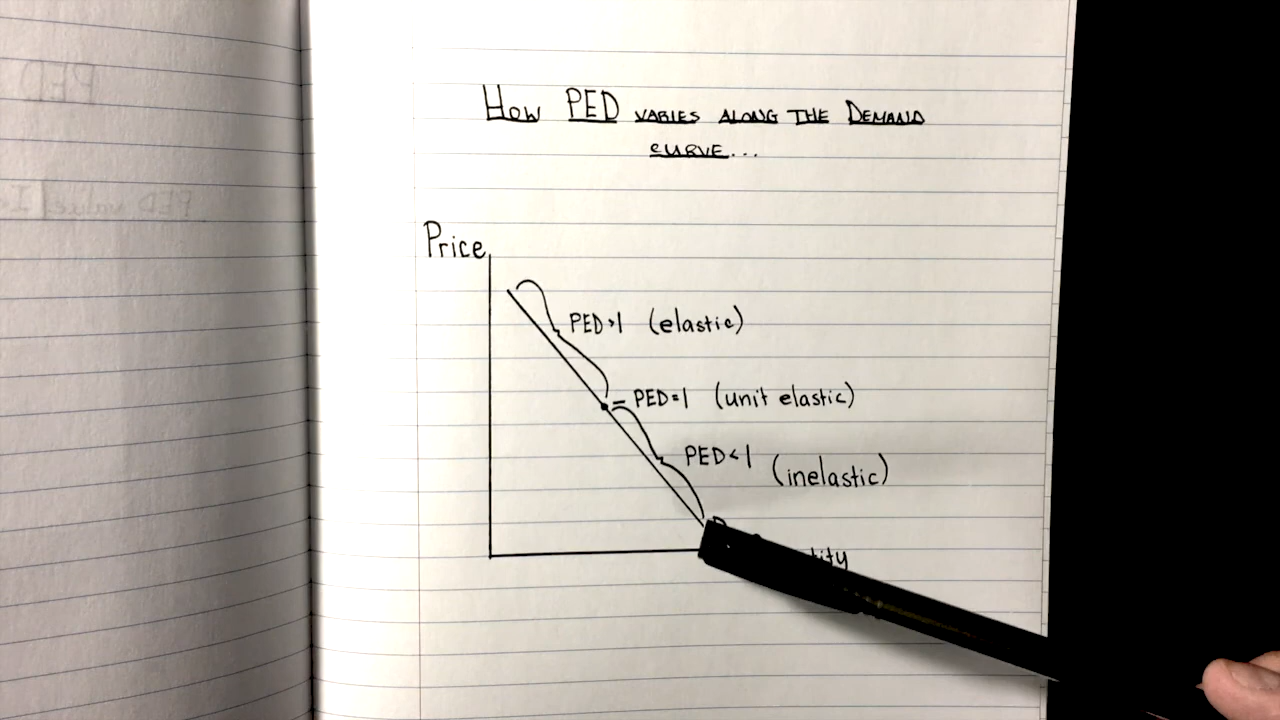 How PED VARIES ALONG THE DEMAND
CURVE...
Price
PED>1 (elastic)
PED=1 (unit elastic)
PED<1 (inelastic)